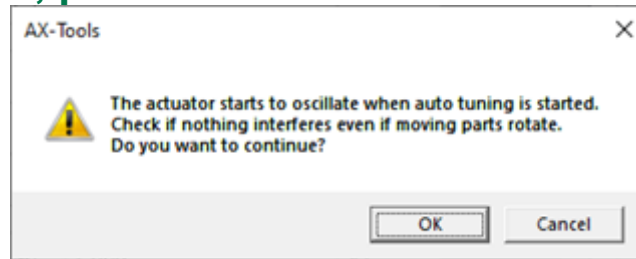 AX-Tools
The actuator starts to oscillate when auto tuning is started.
Check if nothing interferes even if moving parts rotate.
Do you want to continue?
OK
Cancel